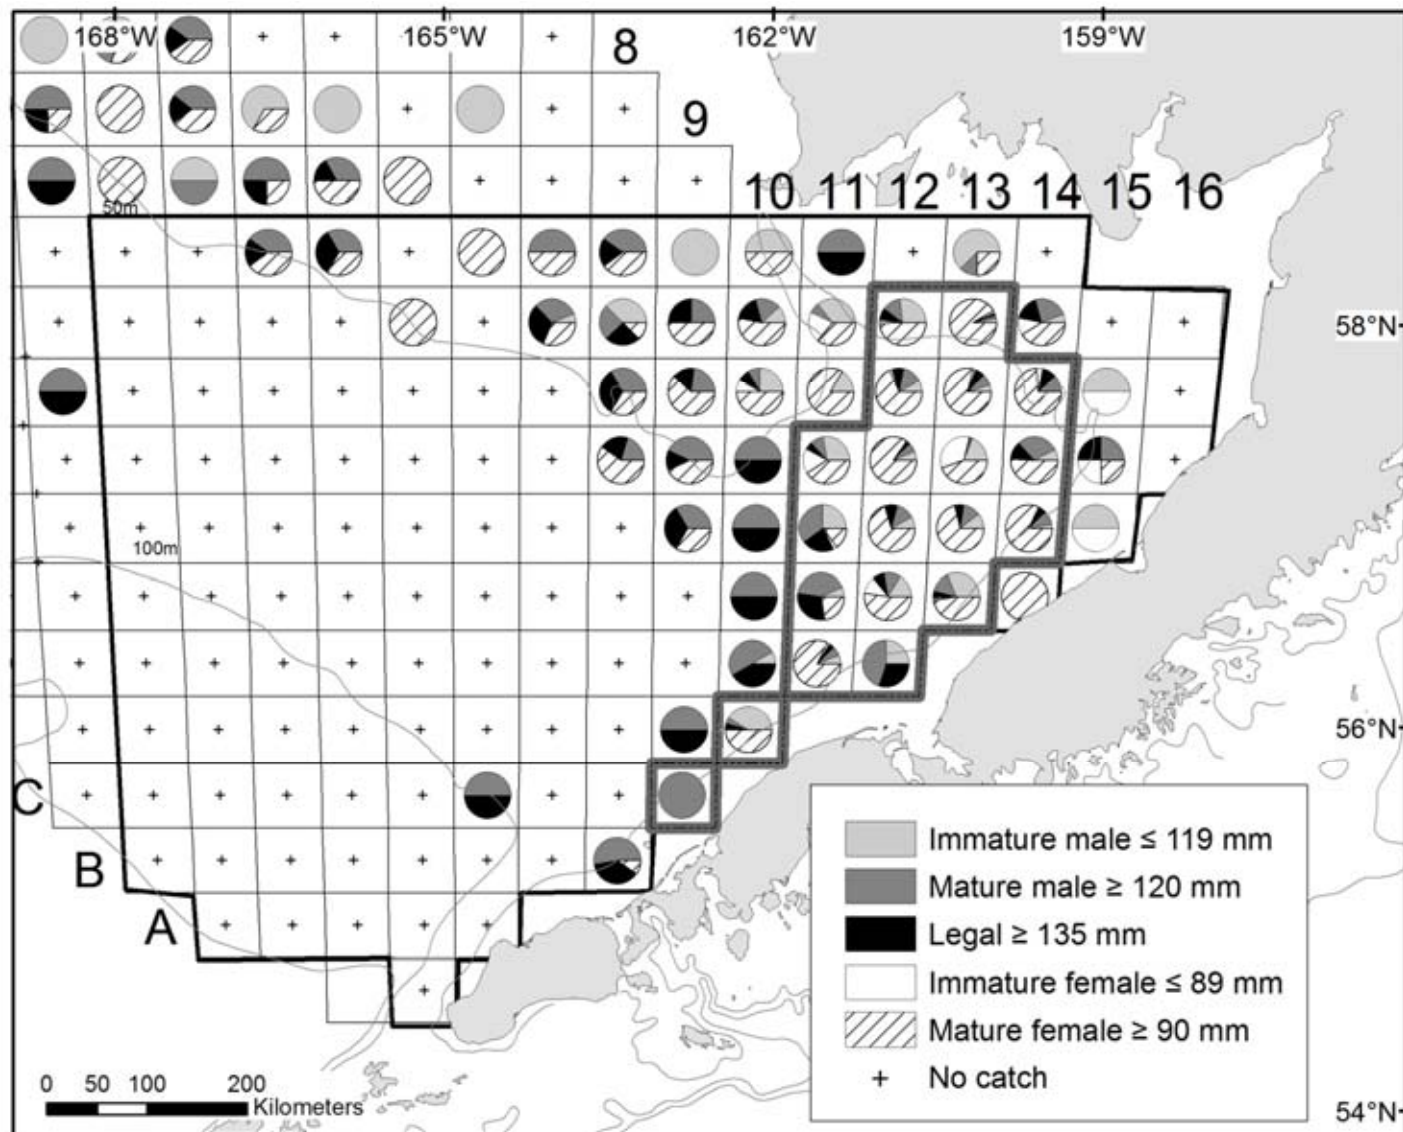 168°W 165°W 162°W 159°W
8
9
10 11 12 13 14 15 16
50m
58°N
100m
56°N
C
B
A
Immature male ≤ 119 mm
Mature male ≥ 120 mm
Legal ≥ 135 mm
Immature female ≤ 89 mm
Mature female ≥ 90 mm
+ No catch
0 50 100 200
Kilometers
54°N